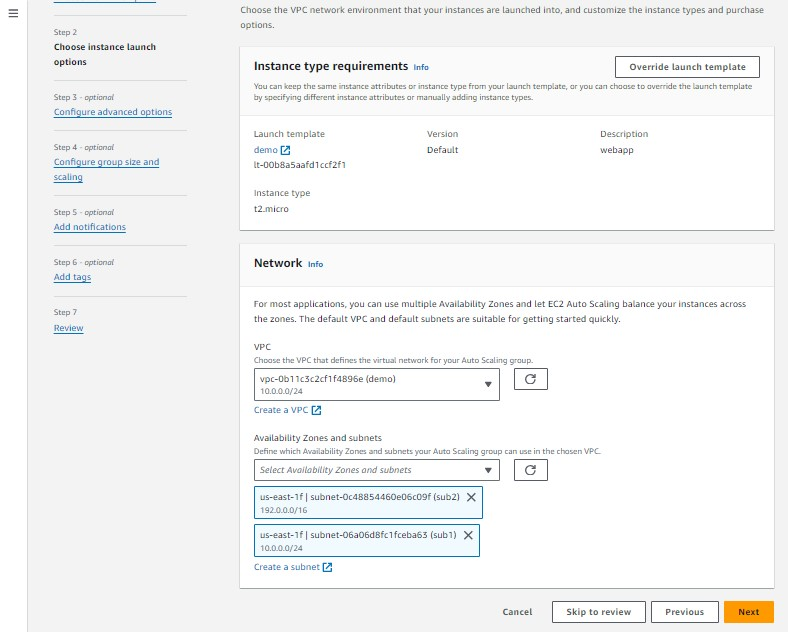 Choose the VPC network environment that your instances are launched into, and customize the instance types and purchase
options.
Step 2
Choose instance launch
options
Step 3 - optional
Configure advanced options
Step 4 - optional
Configure group size and
scaling
Step 5 - optional
Add notifications
Step 6 - optional
Add tags
Step 7
Review
Instance type requirements Info
Override launch template
You can keep the same instance attributes or instance type from your launch template, or you can choose to override the launch template
by specifying different instance attributes or manually adding instance types.
Launch template
demo
lt-00b8a5aafd1ccf2f1
Version
Default
Description
webapp
Instance type
t2.micro
Network Info
For most applications, you can use multiple Availability Zones and let EC2 Auto Scaling balance your instances across
the zones. The default VPC and default subnets are suitable for getting started quickly.
VPC
Choose the VPC that defines the virtual network for your Auto Scaling group.
vpc-0b11c3c2cf1f4896e (demo)
10.0.0.0/24
Create a VPC
Availability Zones and subnets
Define which Availability Zones and subnets your Auto Scaling group can use in the chosen VPC.
Select Availability Zones and subnets
us-east-1f | subnet-0c48854460e06c09f (sub2)
192.0.0.0/16
us-east-1f | subnet-06a06d8fc1fceba63 (sub1)
10.0.0.0/24
Create a subnet
Cancel
Skip to review
Previous
Next